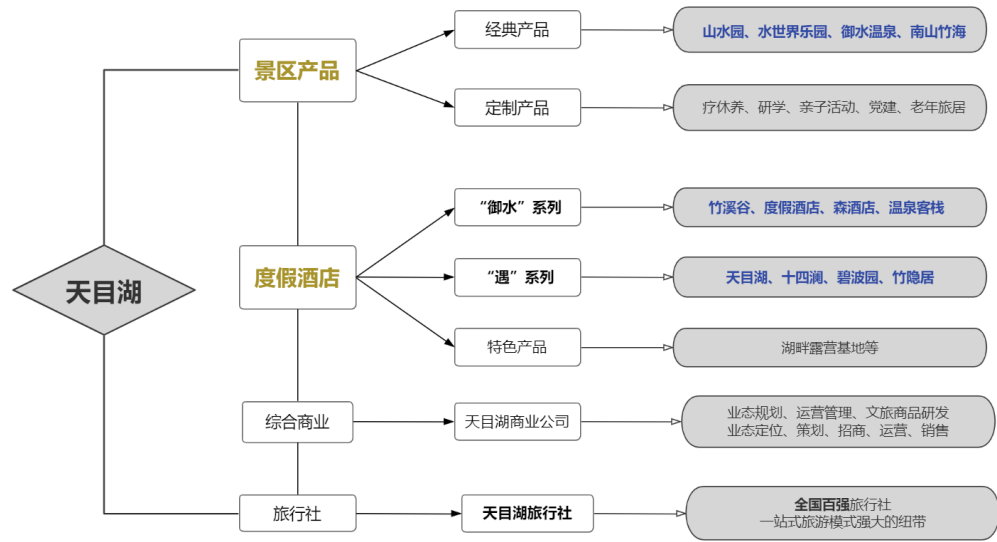 天目湖
景区产品
经典产品
山水园、水世界乐园、御水温泉、南山竹海
定制产品
疗休养、研学、亲子活动、党建、老年旅居
度假酒店
“御水”系列
竹溪谷、度假酒店、森酒店、温泉客栈
“遇”系列
天目湖、十四澜、碧波园、竹隐居
特色产品
湖畔露营基地等
综合商业
天目湖商业公司
业态规划、运营管理、文旅商品研发
业态定位、策划、招商、运营、销售
旅行社
天目湖旅行社
全国百强旅行社
一站式旅游模式强大的纽带